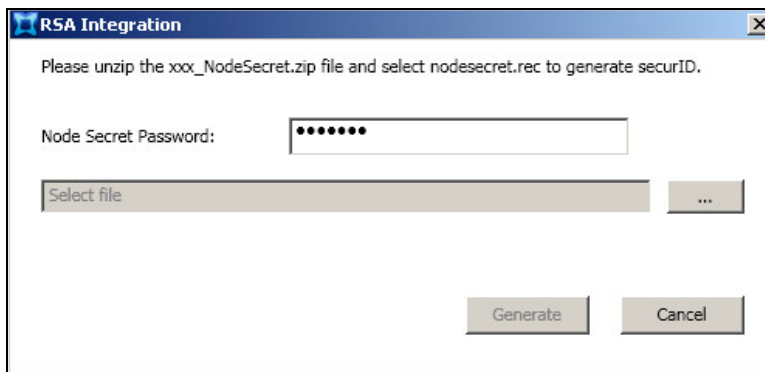 RSA Integration
Please unzip the xxx_NodeSecret.zip file and select nodesecret.rec to generate securID.
Node Secret Password: •••••••
Select file ...
Generate Cancel